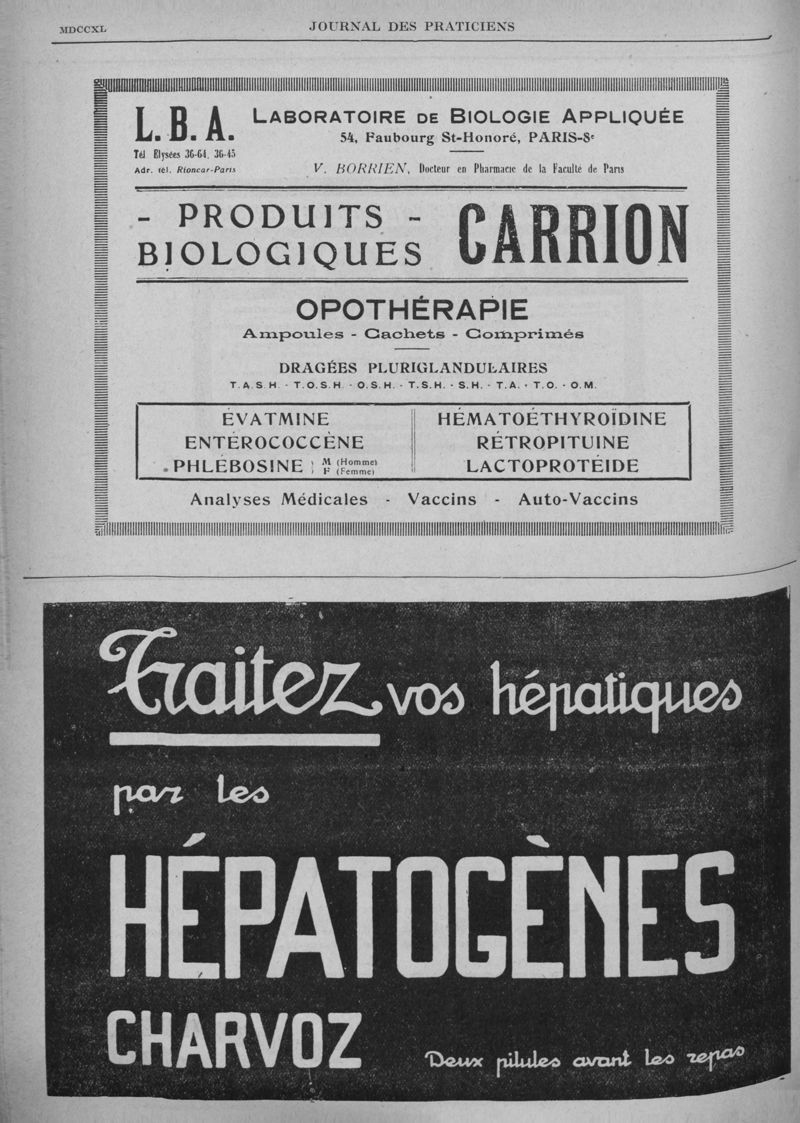 MDCCXL
JOURNAL DES PRATICIENS
L.B.A.
Tél Élysées 36-64, 36-45
Adr. tél. Rioncar-Paris
LABORATOIRE DE BIOLOGIE APPLIQUÉE
54, Faubourg St-Honoré, PARIS-8e
V. BORRIEN, Docteur en Pharmacie de la Faculté de Paris
- PRODUITS -
BIOLOGIQUES
CARRION
OPOTHÉRAPIE
Ampoules - Cachets - Comprimés
DRAGÉES PLURIGLANDULAIRES
T.A.S.H. - T.O.S.H. - O.S.H. - T.S.H. - S.H. - T.A. - T.O. - O.M.
ÉVATMINE
ENTÉROCOCCÈNE
PHLÉBOSINE M (Homme)
F (Femme)
HÉMATOÉTHYROÏDINE
RÉTROPITUINE
LACTOPROTÉIDE
Analyses Médicales - Vaccins - Auto-Vaccins
Traitez vos hépatiques
par les
HÉPATOGÈNES
CHARVOZ
Deux pilules avant les repas